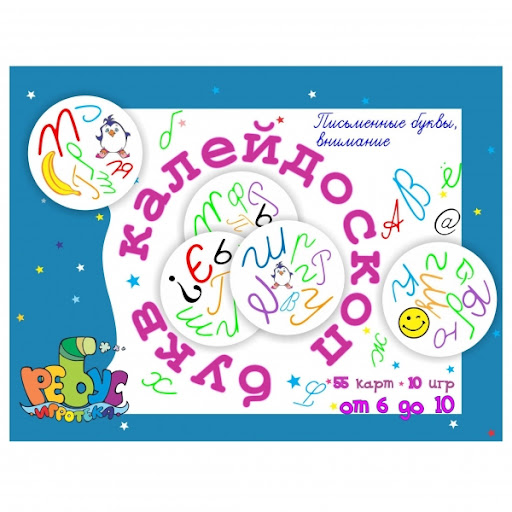 Письменные буквы,
внимание
калейдоскоп
букв
РЕБУС
ИГРОТЕКА
55 карт * 10 игр
от 6 до 10